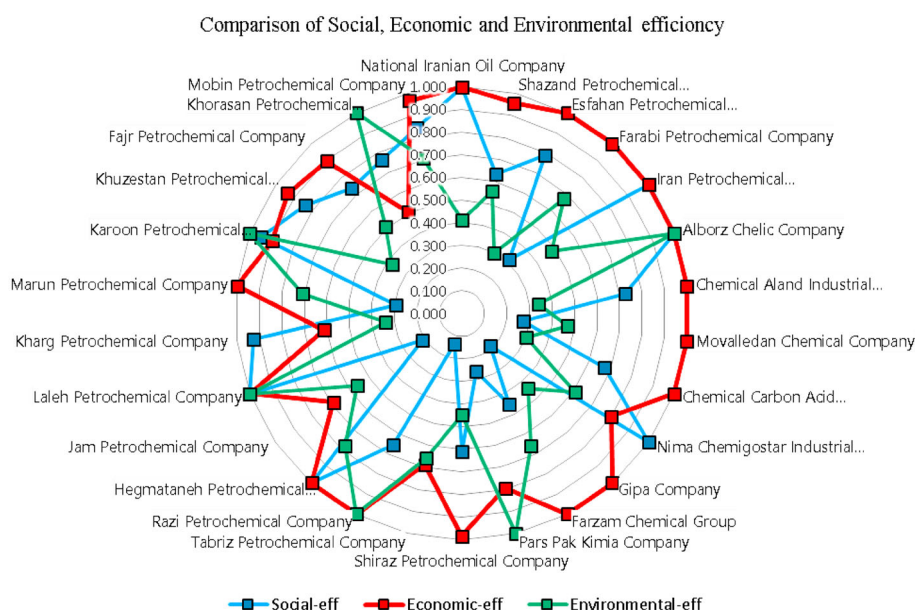 Comparison of Social, Economic and Environmental efficioncy
National Iranian Oil Company
Mobin Petrochemical Company
Shazand Petrochemical...
Khorasan Petrochemical...
Esfahan Petrochemical...
Fajr Petrochemical Company
Farabi Petrochemical Company
Khuzestan Petrochemical...
Iran Petrochemical...
Karoon Petrochemical...
Alborz Chelic Company
Marun Petrochemical Company
Chemical Aland Industrial...
Kharg Petrochemical Company
Movalledan Chemical Company
Laleh Petrochemical Company
Chemical Carbon Acid...
Jam Petrochemical Company
Nima Chemigostar Industrial...
Hegmataneh Petrochemical...
Gipa Company
Razi Petrochemical Company
Farzam Chemical Group
Tabriz Petrochemical Company
Pars Pak Kimia Company
Shiraz Petrochemical Company
1.000
0.900
0.800
0.700
0.600
0.500
0.400
0.300
0.200
0.100
0.000
Social-eff Economic-eff Environmental-eff